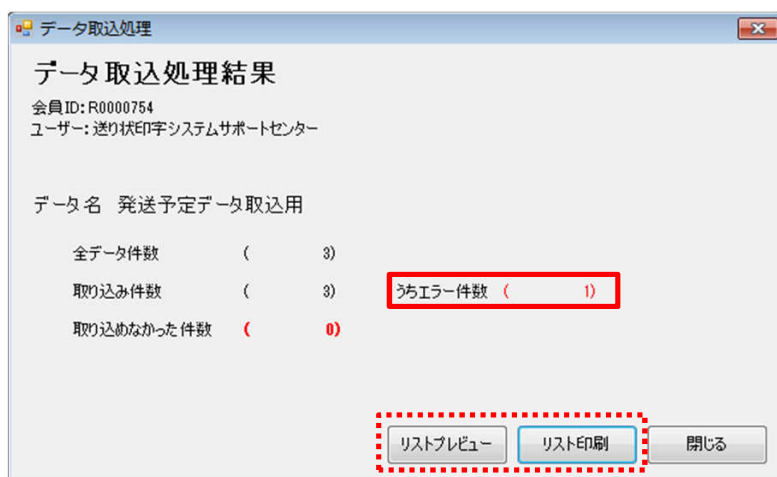 データ取込処理
データ取込処理結果
会員ID: R0000754
ユーザー: 送り状印字システムサポートセンター
データ名 発送予定データ取込用
全データ件数 ( 3)
取り込み件数 ( 3) うちエラー件数 ( 1)
取り込めなかった件数 ( 0)
リストプレビュー リスト印刷 閉じる